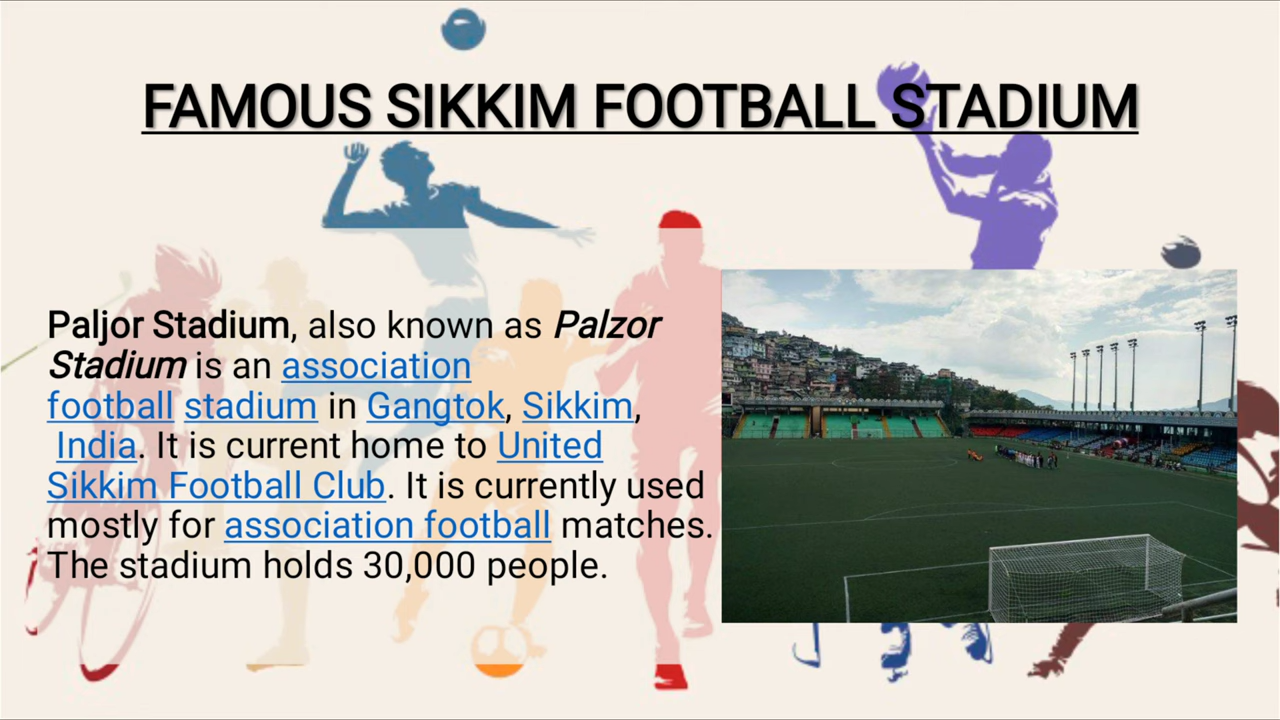 FAMOUS SIKKIM FOOTBALL STADIUM
Paljor Stadium, also known as Palzor
Stadium is an association
football stadium in Gangtok, Sikkim,
India. It is current home to United
Sikkim Football Club. It is currently used
mostly for association football matches.
The stadium holds 30,000 people.